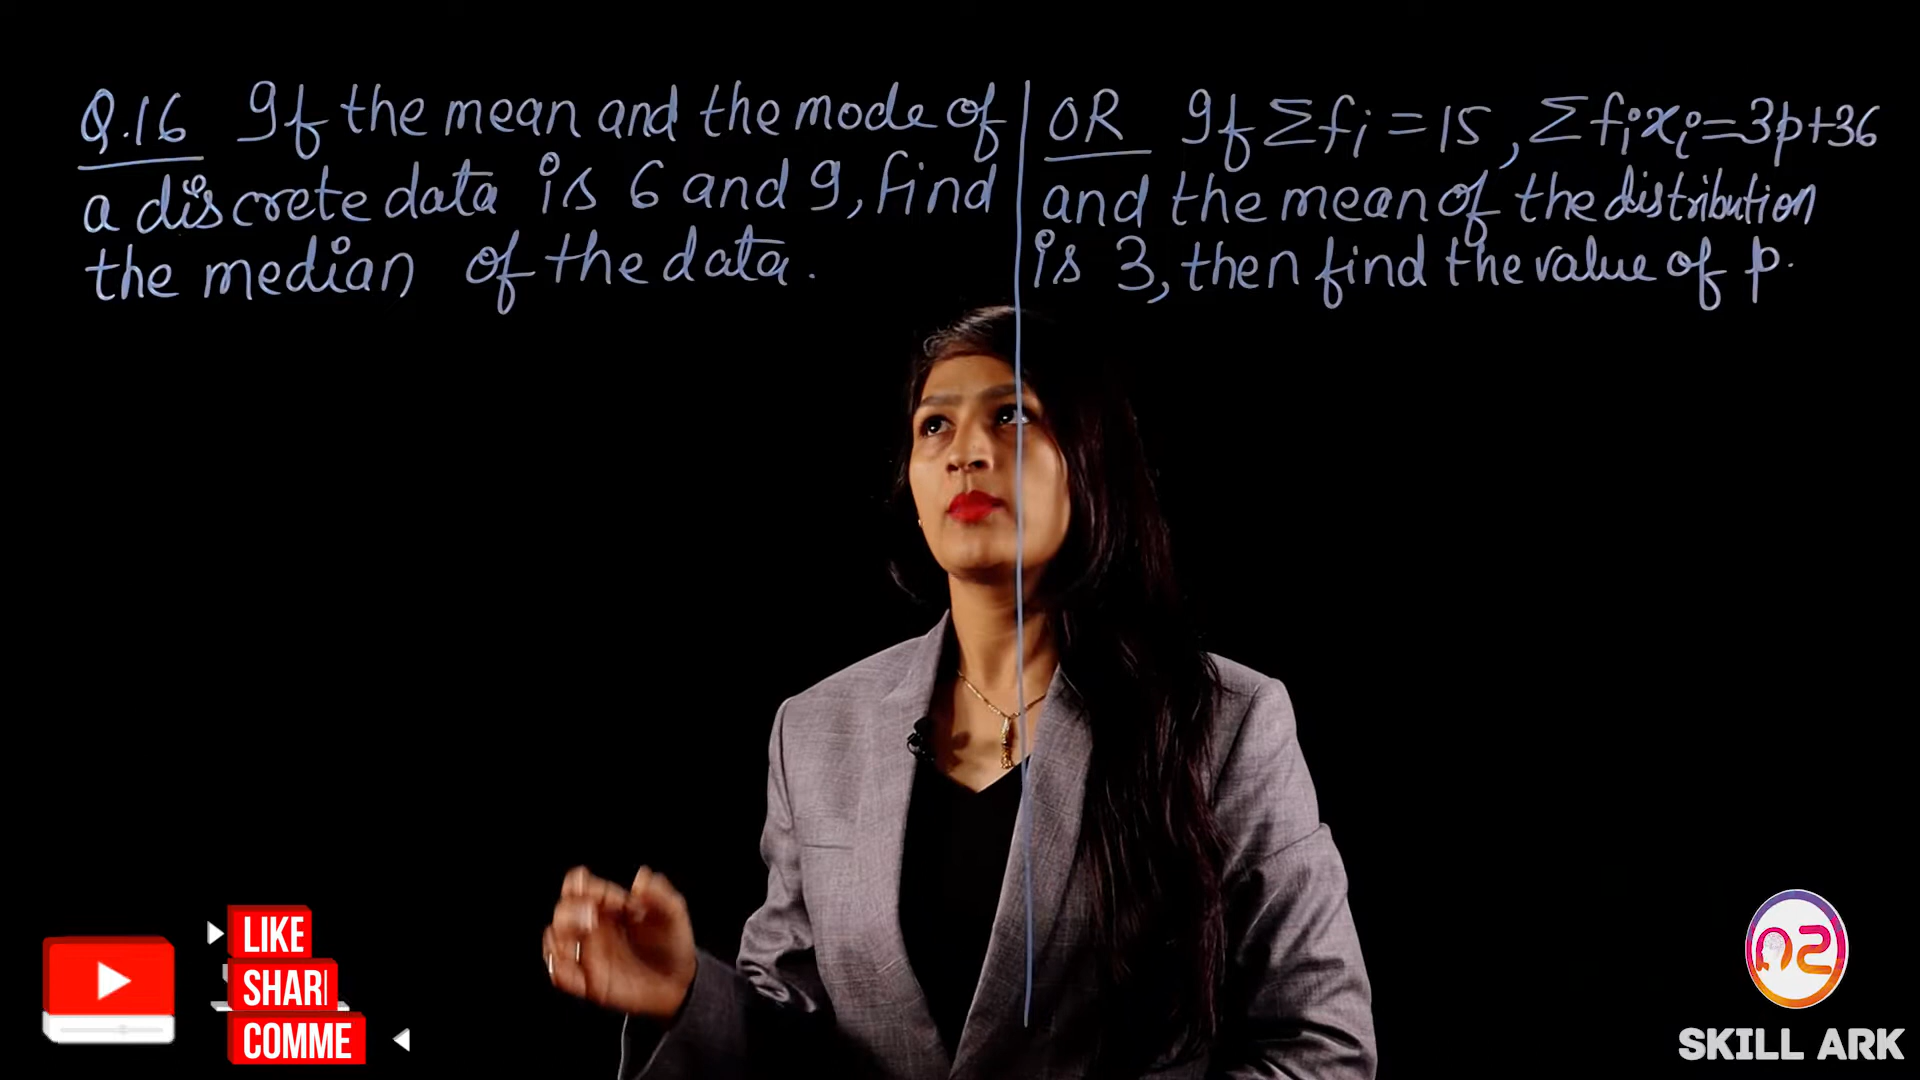 Q.16 If the mean and the mode of
a discrete data is 6 and 9, find
the median of the data.
OR If Σfi = 15, Σfixi = 3p+36
and the mean of the distribution
is 3, then find the value of p.
LIKE
SHARE
COMME
SKILL ARK